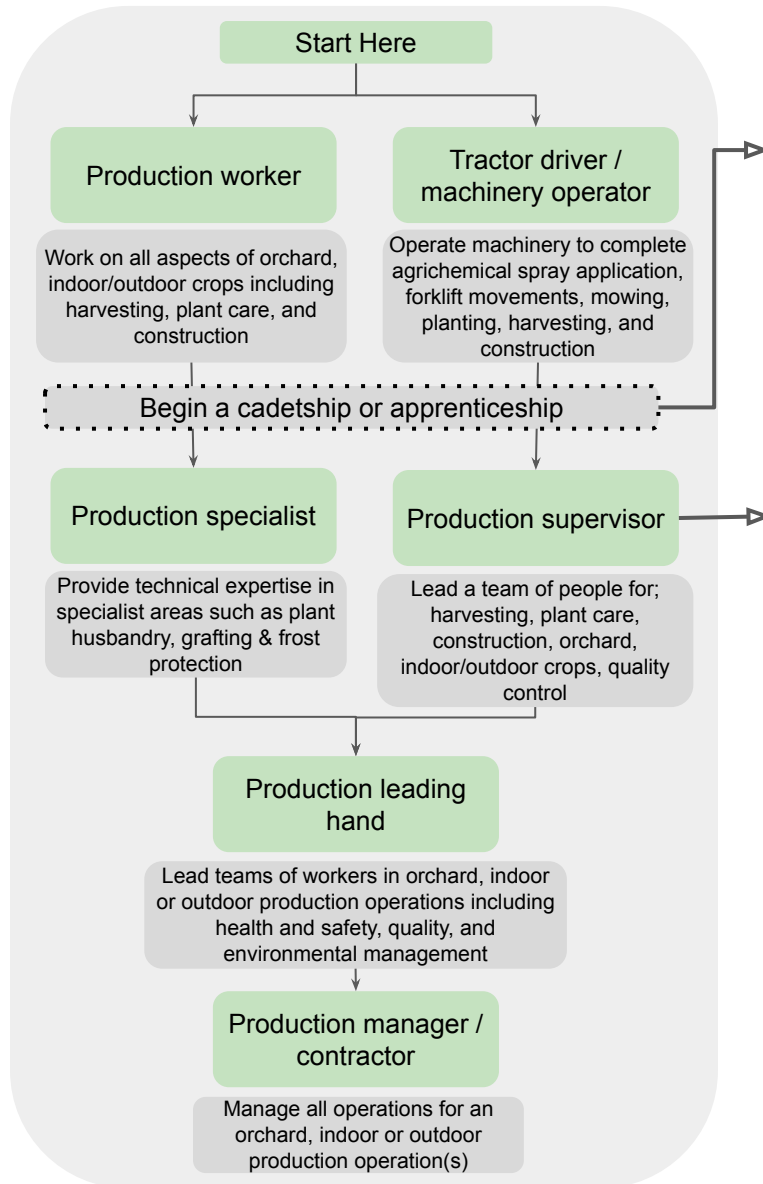 Start Here
Production worker
Tractor driver /
machinery operator
Work on all aspects of orchard,
indoor/outdoor crops including
harvesting, plant care, and
construction
Operate machinery to complete
agrichemical spray application,
forklift movements, mowing,
planting, harvesting, and
construction
Begin a cadetship or apprenticeship
Production specialist
Production supervisor
Provide technical expertise in
specialist areas such as plant
husbandry, grafting & frost
protection
Lead a team of people for;
harvesting, plant care,
construction, orchard,
indoor/outdoor crops, quality
control
Production leading
hand
Lead teams of workers in orchard, indoor
or outdoor production operations including
health and safety, quality, and
environmental management
Production manager /
contractor
Manage all operations for an
orchard, indoor or outdoor
production operation(s)